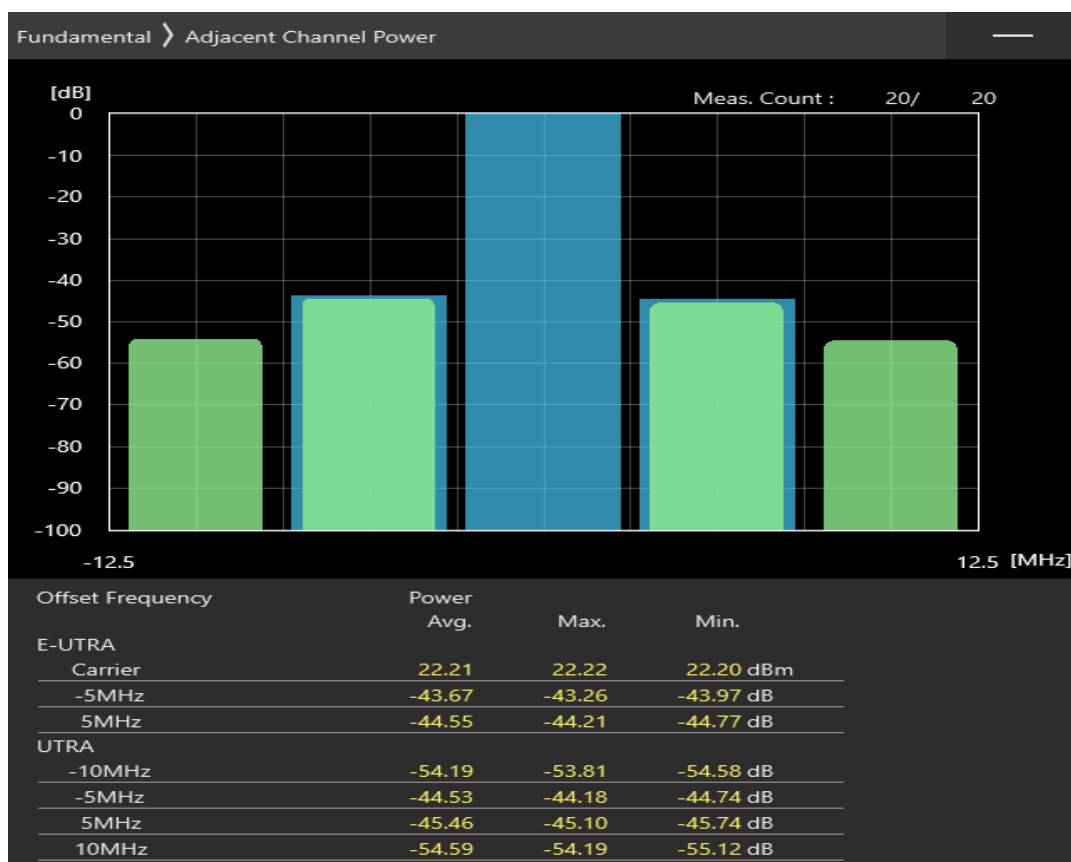 Fundamental ❯ Adjacent Channel Power
[dB]
Meas. Count : 20/ 20
0
-10
-20
-30
-40
-50
-60
-70
-80
-90
-100
-12.5 12.5 [MHz]
Offset Frequency Power
Avg. Max. Min.
E-UTRA
Carrier 22.21 22.22 22.20 dBm
-5MHz -43.67 -43.26 -43.97 dB
5MHz -44.55 -44.21 -44.77 dB
UTRA
-10MHz -54.19 -53.81 -54.58 dB
-5MHz -44.53 -44.18 -44.74 dB
5MHz -45.46 -45.10 -45.74 dB
10MHz -54.59 -54.19 -55.12 dB